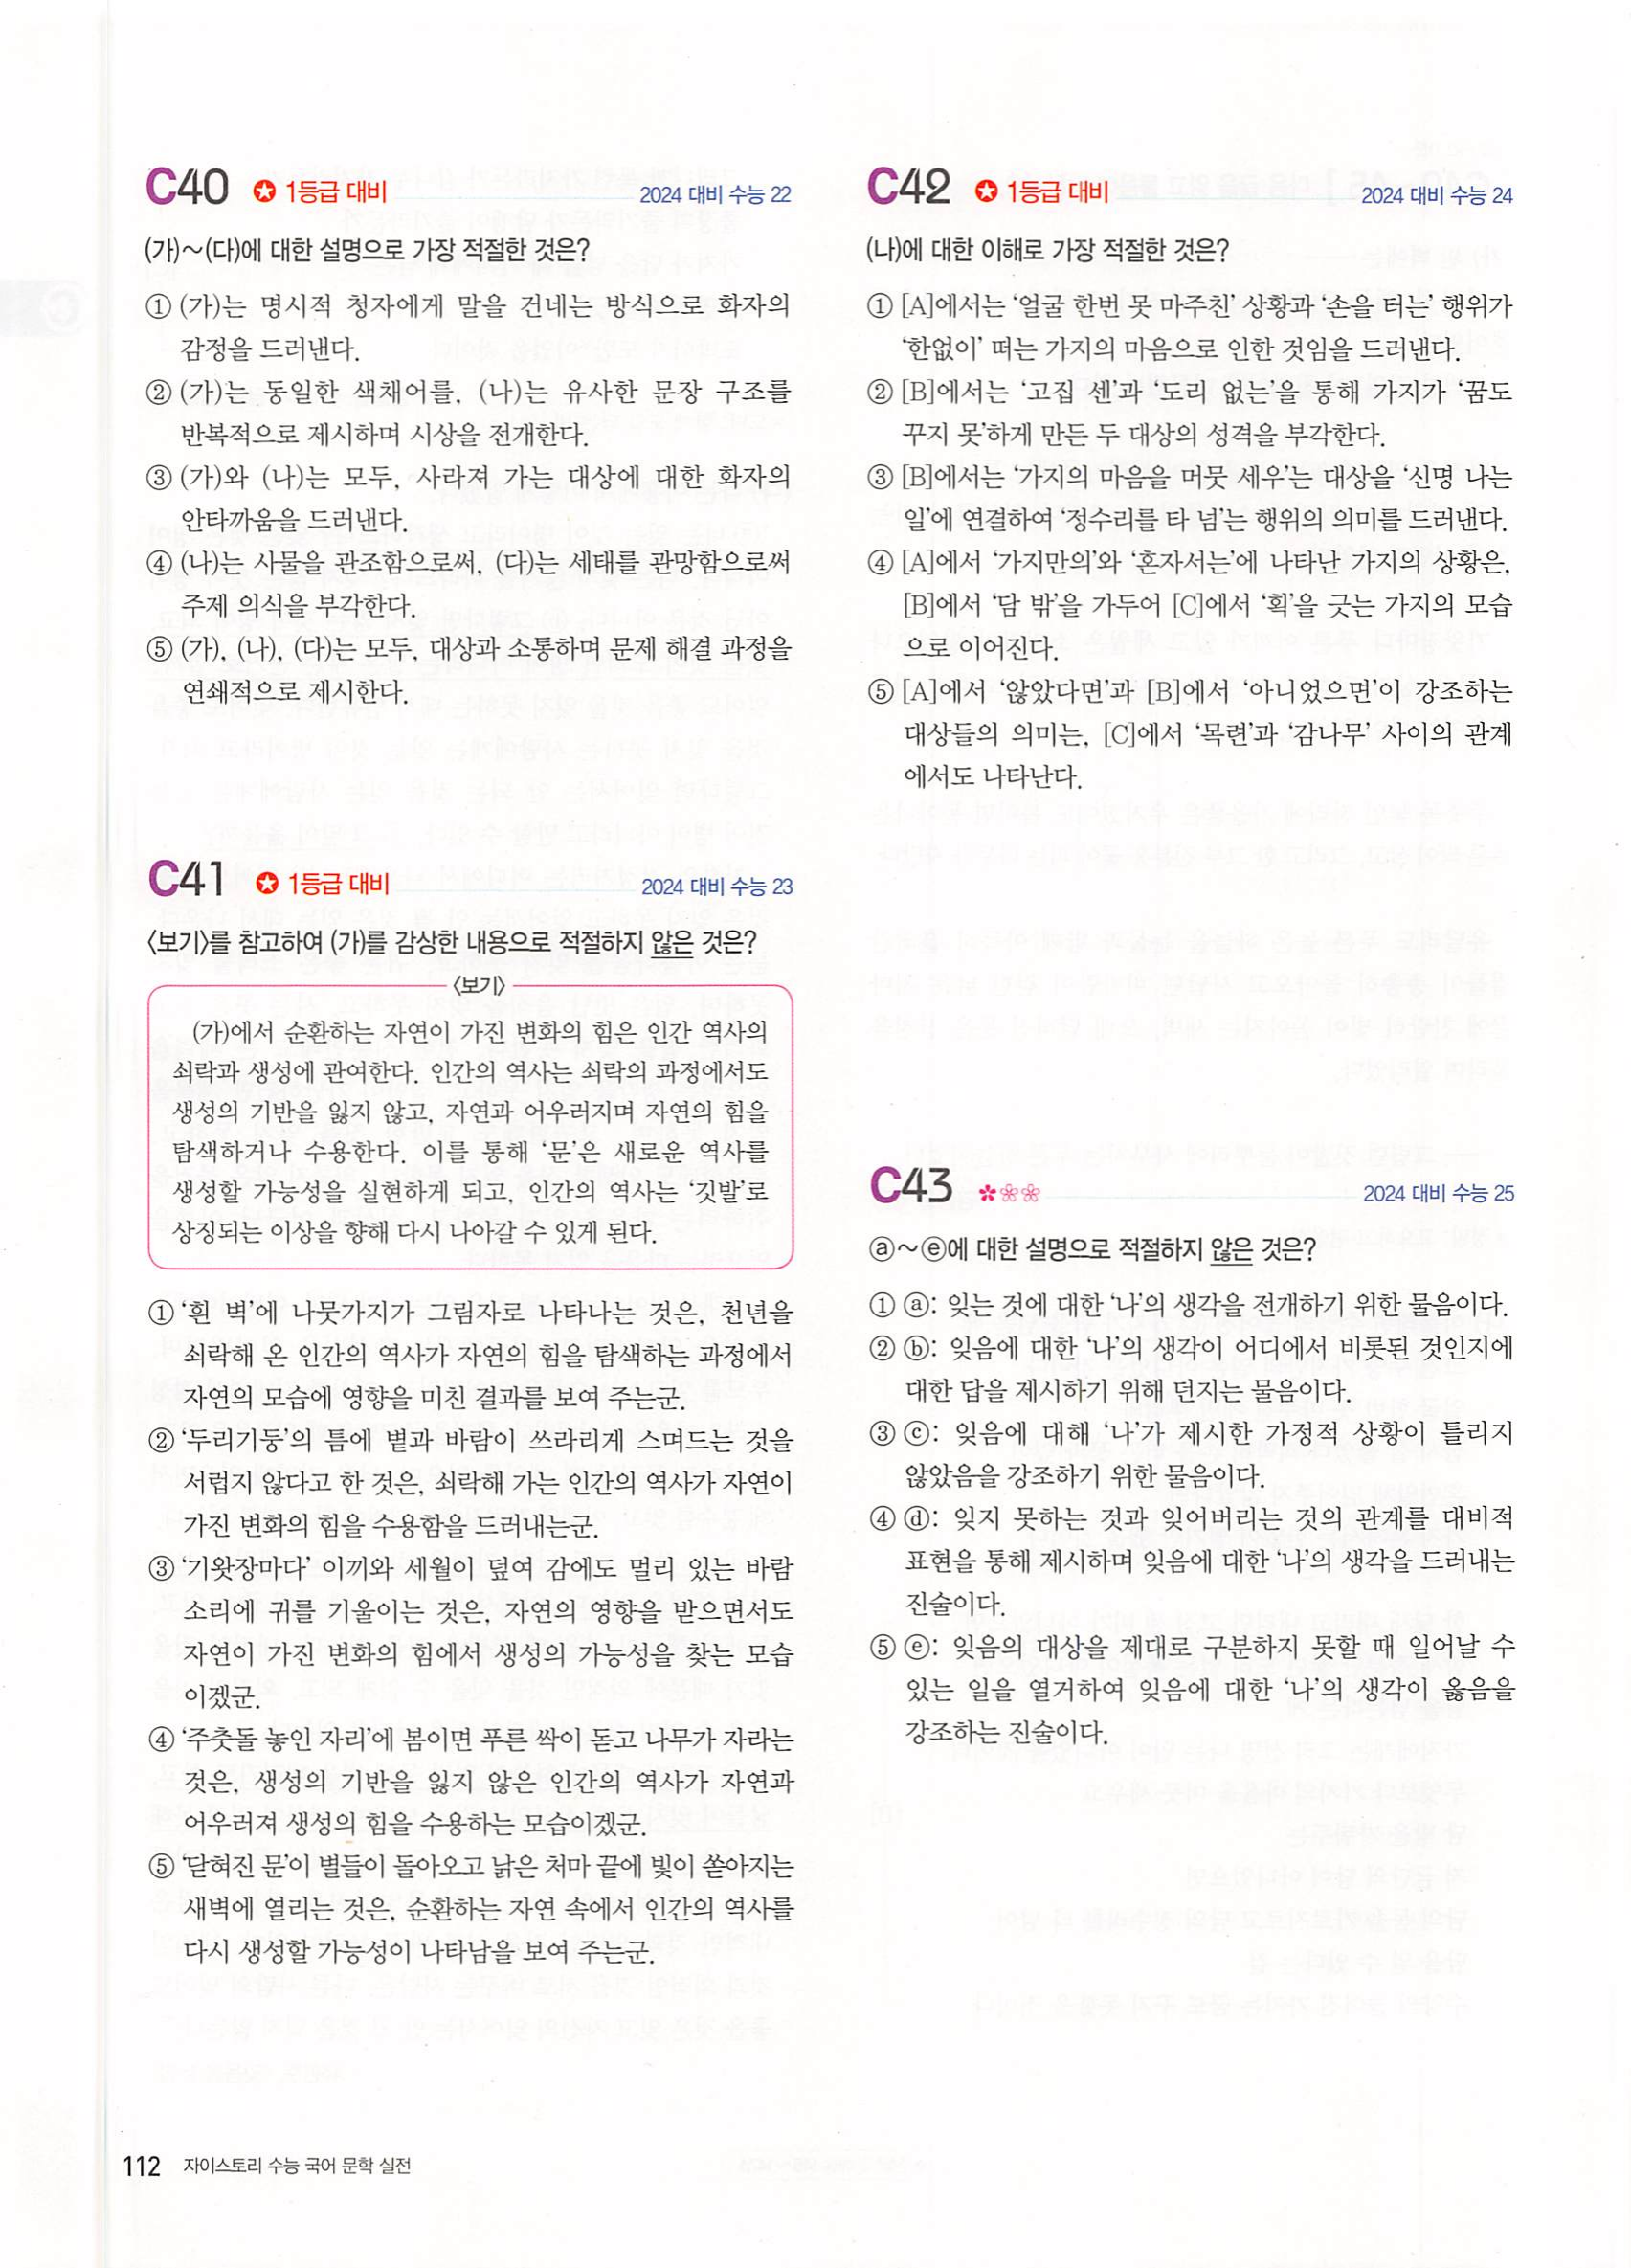 C40 1등급 대비 2024 대비 수능 22
(가)~(다)에 대한 설명으로 가장 적절한 것은?
① (가)는 명시적 청자에게 말을 건네는 방식으로 화자의
감정을 드러낸다.
② (가)는 동일한 색채어를, (나)는 유사한 문장 구조를
반복적으로 제시하며 시상을 전개한다.
③ (가)와 (나)는 모두, 사라져 가는 대상에 대한 화자의
안타까움을 드러낸다.
④ (나)는 사물을 관조함으로써, (다)는 세태를 관망함으로써
주제 의식을 부각한다.
⑤ (가), (나), (다)는 모두, 대상과 소통하며 문제 해결 과정을
연쇄적으로 제시한다.
C41 1등급 대비 2024 대비 수능 23
<보기>를 참고하여 (가)를 감상한 내용으로 적절하지 않은 것은?
<보기>
(가)에서 순환하는 자연이 가진 변화의 힘은 인간 역사의
쇠락과 생성에 관여한다. 인간의 역사는 쇠락의 과정에서도
생성의 기반을 잃지 않고, 자연과 어우러지며 자연의 힘을
탐색하거나 수용한다. 이를 통해 ‘문’은 새로운 역사를
생성할 가능성을 실현하게 되고, 인간의 역사는 ‘깃발’로
상징되는 이상을 향해 다시 나아갈 수 있게 된다.
① ‘흰 벽’에 나뭇가지가 그림자로 나타나는 것은, 천년을
쇠락해 온 인간의 역사가 자연의 힘을 탐색하는 과정에서
자연의 모습에 영향을 미친 결과를 보여 주는군.
② ‘두리기둥’의 틈에 볕과 바람이 쓰라리게 스며드는 것을
서럽지 않다고 한 것은, 쇠락해 가는 인간의 역사가 자연이
가진 변화의 힘을 수용함을 드러내는군.
③ ‘기왓장마다’ 이끼와 세월이 덮여 감에도 멀리 있는 바람
소리에 귀를 기울이는 것은, 자연의 영향을 받으면서도
자연이 가진 변화의 힘에서 생성의 가능성을 찾는 모습
이겠군.
④ ‘주춧돌 놓인 자리’에 봄이면 푸른 싹이 돋고 나무가 자라는
것은, 생성의 기반을 잃지 않은 인간의 역사가 자연과
어우러져 생성의 힘을 수용하는 모습이겠군.
⑤ ‘닫혀진 문’이 별들이 돌아오고 낡은 처마 끝에 빛이 쏟아지는
새벽에 열리는 것은, 순환하는 자연 속에서 인간의 역사를
다시 생성할 가능성이 나타남을 보여 주는군.
C42 1등급 대비 2024 대비 수능 24
(나)에 대한 이해로 가장 적절한 것은?
① [A]에서는 ‘얼굴 한번 못 마주친’ 상황과 ‘손을 터는’ 행위가
‘한없이’ 떠는 가지의 마음으로 인한 것임을 드러낸다.
② [B]에서는 ‘고집 센’과 ‘도리 없는’을 통해 가지가 ‘꿈도
꾸지 못’하게 만든 두 대상의 성격을 부각한다.
③ [B]에서는 ‘가지의 마음을 머뭇 세우’는 대상을 ‘신명 나는
일’에 연결하여 ‘정수리를 타 넘’는 행위의 의미를 드러낸다.
④ [A]에서 ‘가지만의’와 ‘혼자서는’에 나타난 가지의 상황은,
[B]에서 ‘담 밖’을 가두어 [C]에서 ‘획’을 긋는 가지의 모습
으로 이어진다.
⑤ [A]에서 ‘않았다면’과 [B]에서 ‘아니었으면’이 강조하는
대상들의 의미는, [C]에서 ‘목련’과 ‘감나무’ 사이의 관계
에서도 나타난다.
C43 2024 대비 수능 25
ⓐ~ⓔ에 대한 설명으로 적절하지 않은 것은?
① ⓐ: 잊는 것에 대한 ‘나’의 생각을 전개하기 위한 물음이다.
② ⓑ: 잊음에 대한 ‘나’의 생각이 어디에서 비롯된 것인지에
대한 답을 제시하기 위해 던지는 물음이다.
③ ⓒ: 잊음에 대해 ‘나’가 제시한 가정적 상황이 틀리지
않았음을 강조하기 위한 물음이다.
④ ⓓ: 잊지 못하는 것과 잊어버리는 것의 관계를 대비적
표현을 통해 제시하며 잊음에 대한 ‘나’의 생각을 드러내는
진술이다.
⑤ ⓔ: 잊음의 대상을 제대로 구분하지 못할 때 일어날 수
있는 일을 열거하여 잊음에 대한 ‘나’의 생각이 옳음을
강조하는 진술이다.
112 자이스토리 수능 국어 문학 실전